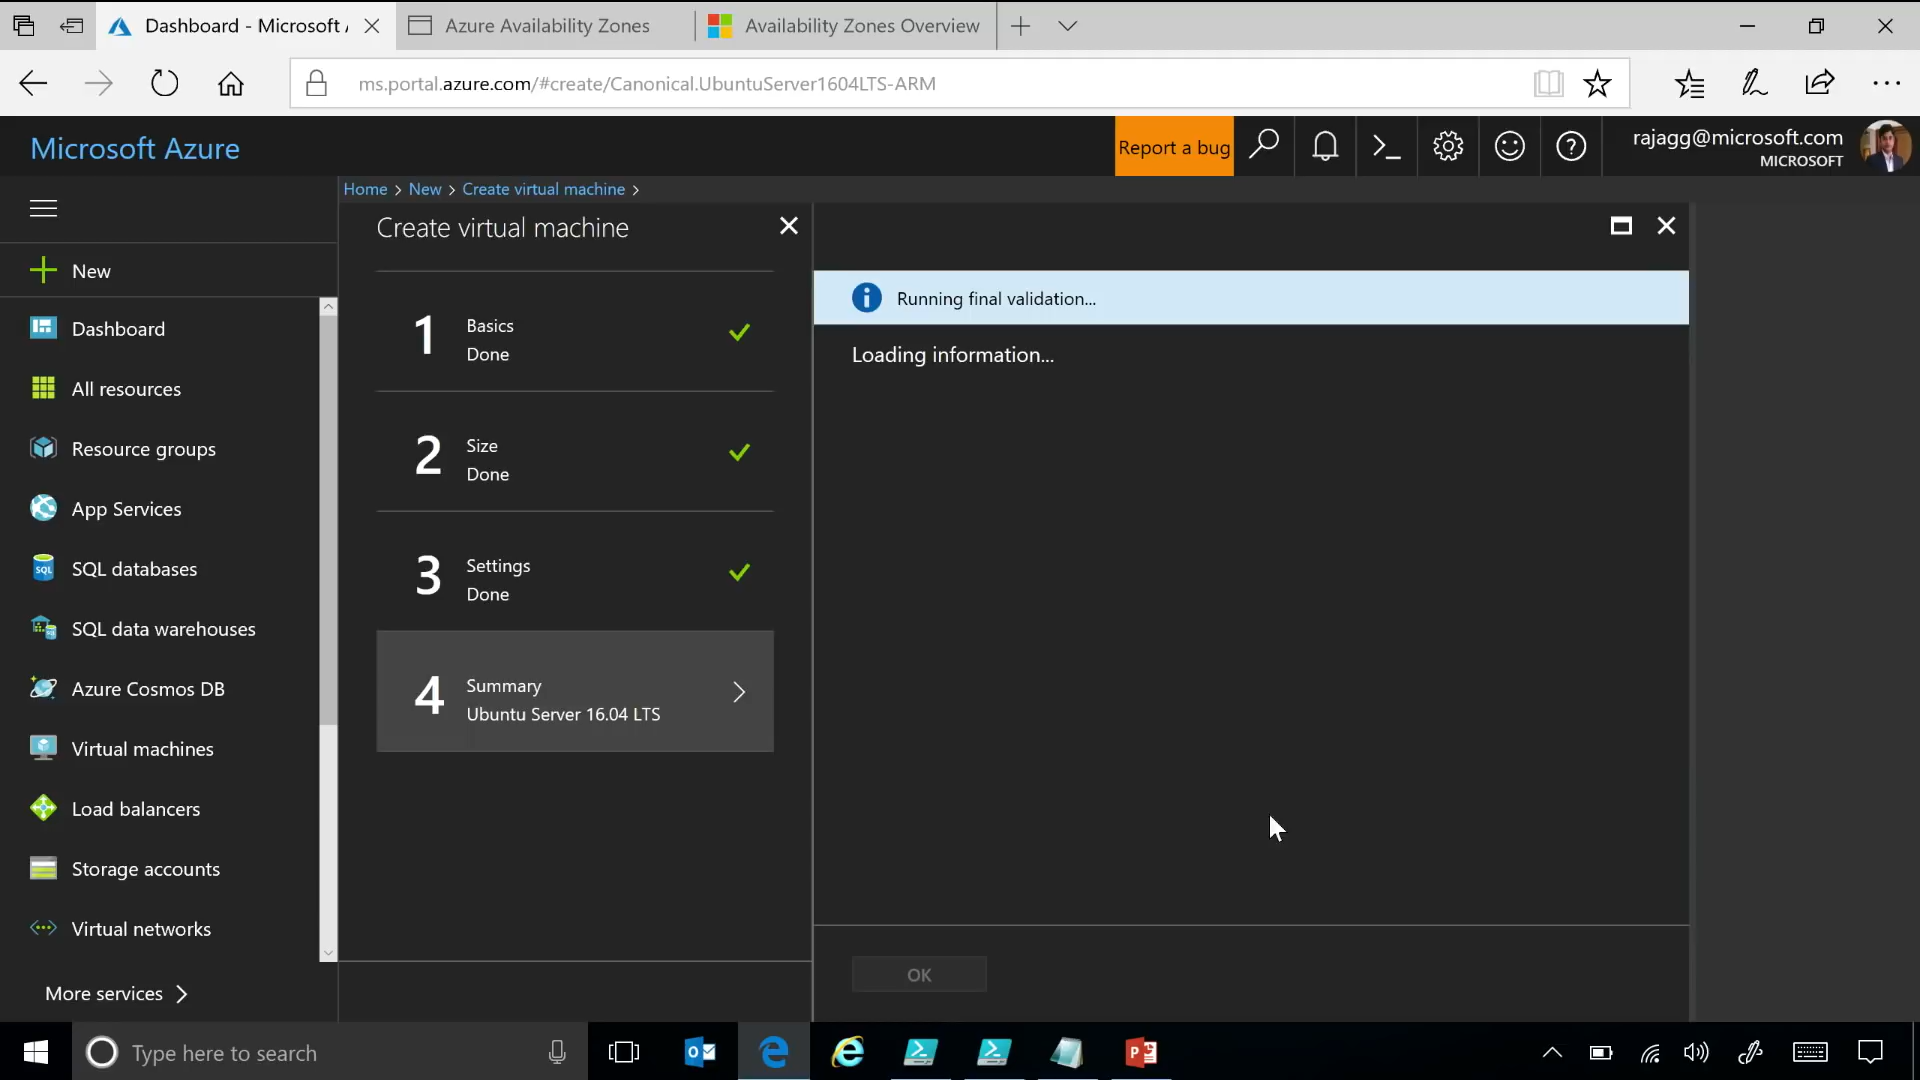 Dashboard - Microsoft A
Azure Availability Zones
Availability Zones Overview
ms.portal.azure.com/#create/Canonical.UbuntuServer1604LTS-ARM
Microsoft Azure
Report a bug
rajagg@microsoft.com
MICROSOFT
Home > New > Create virtual machine >
New
Dashboard
All resources
Resource groups
App Services
SQL
SQL databases
SQL data warehouses
Azure Cosmos DB
Virtual machines
Load balancers
Storage accounts
Virtual networks
More services
Create virtual machine
1
Basics
Done
2
Size
Done
3
Settings
Done
4
Summary
Ubuntu Server 16.04 LTS
Running final validation...
Loading information...
OK
Type here to search